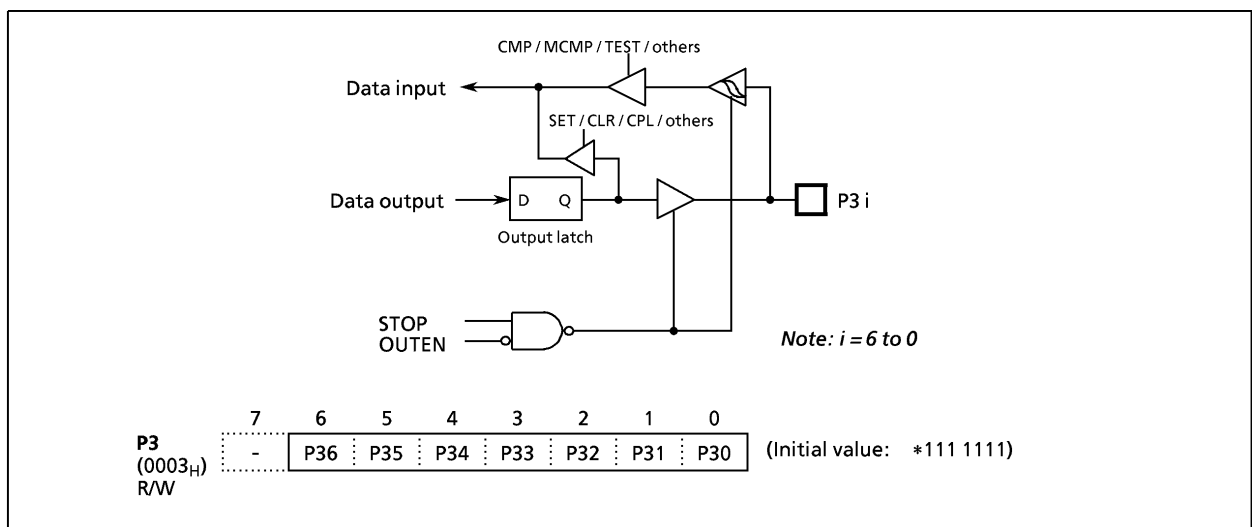 CMP / MCMP / TEST / others
Data input
SET / CLR / CPL / others
Data output
D Q
P3 i
Output latch
STOP
OUTEN
Note: i = 6 to 0
7 6 5 4 3 2 1 0
P3
(0003H)
R/W
- P36 P35 P34 P33 P32 P31 P30
(Initial value: *111 1111)